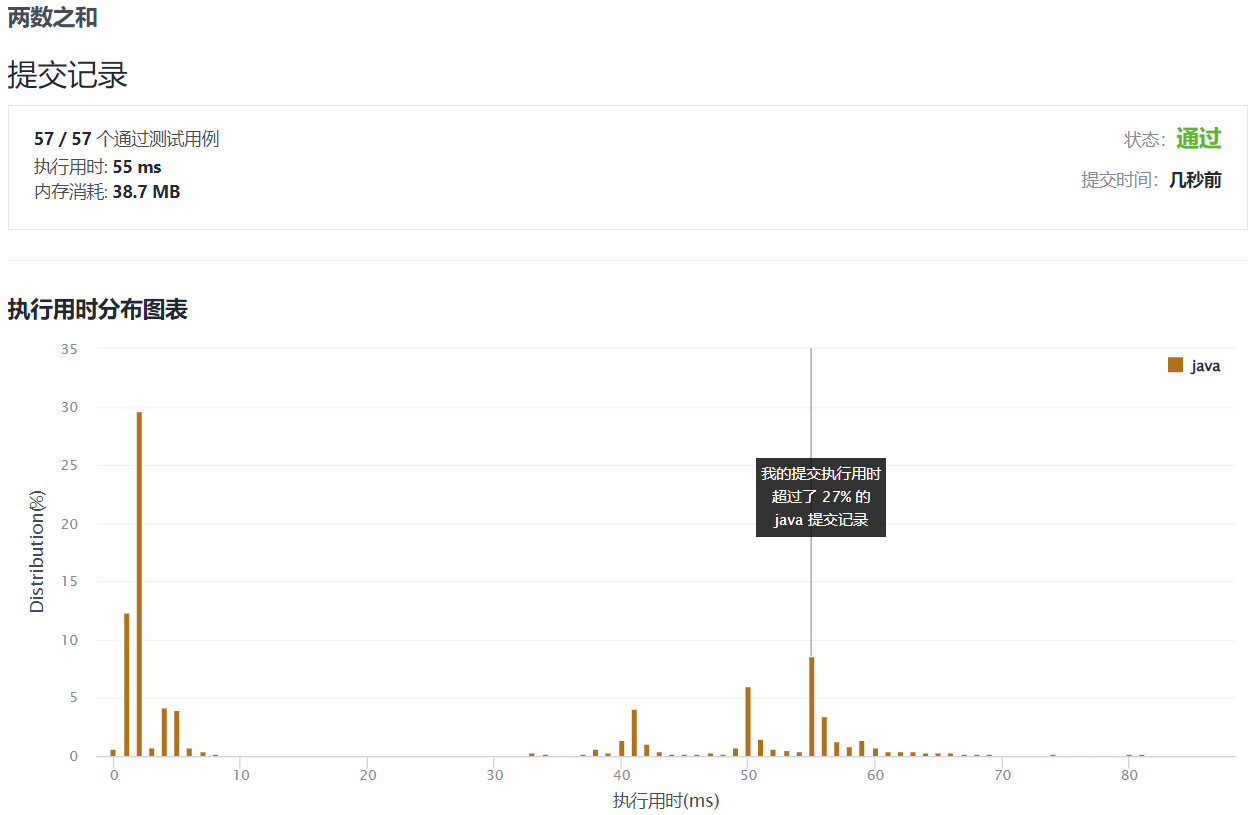 两数之和
提交记录
57 / 57 个通过测试用例
状态：通过
执行用时: 55 ms
提交时间：几秒前
内存消耗: 38.7 MB
执行用时分布图表
35
java
30
25
20
15
10
5
0
Distribution(%)
我的提交执行用时
超过了 27% 的
java 提交记录
0 10 20 30 40 50 60 70 80
执行用时(ms)